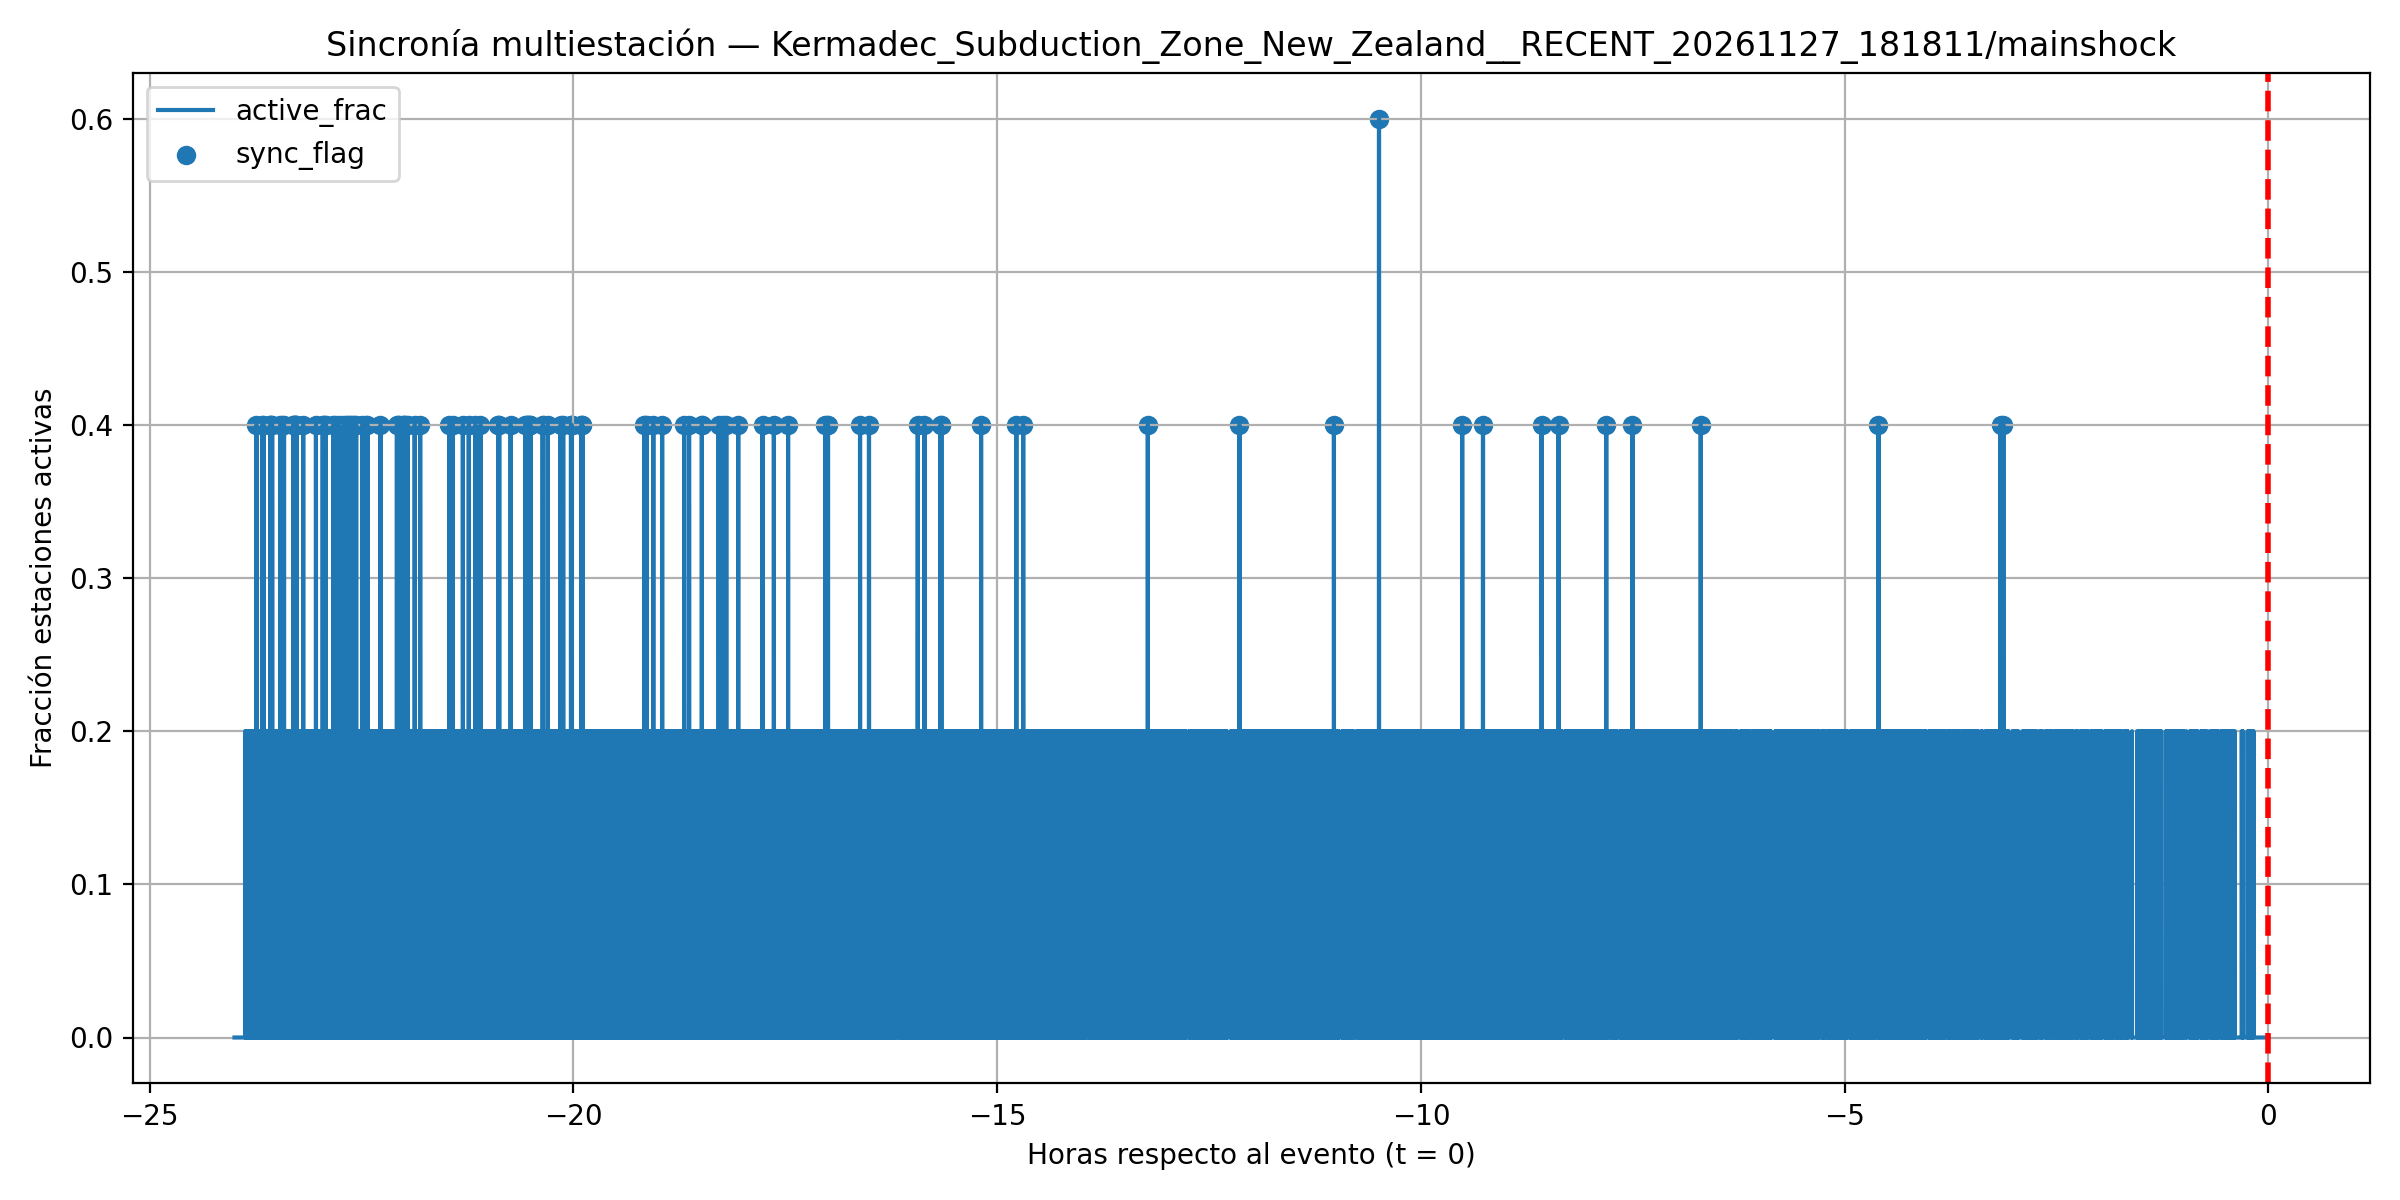 Sincronía multiestación — Kermadec_Subduction_Zone_New_Zealand__RECENT_20261127_181811/mainshock
active_frac
sync_flag
Fracción estaciones activas
0.6
0.5
0.4
0.3
0.2
0.1
0.0
−25
−20
−15
−10
−5
0
Horas respecto al evento (t = 0)